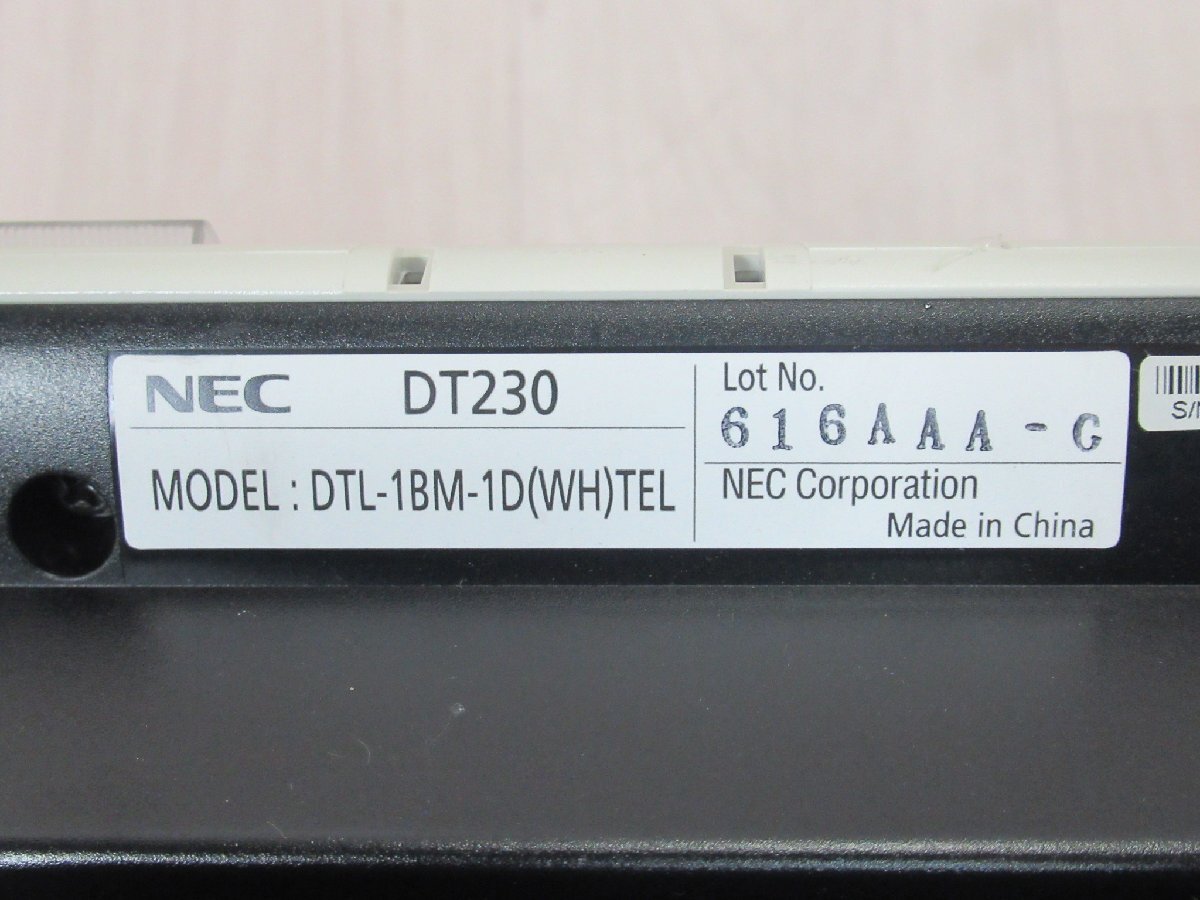 NEC DT230
MODEL : DTL-1BM-1D(WH)TEL
Lot No.
616AAA-C
NEC Corporation
Made in China